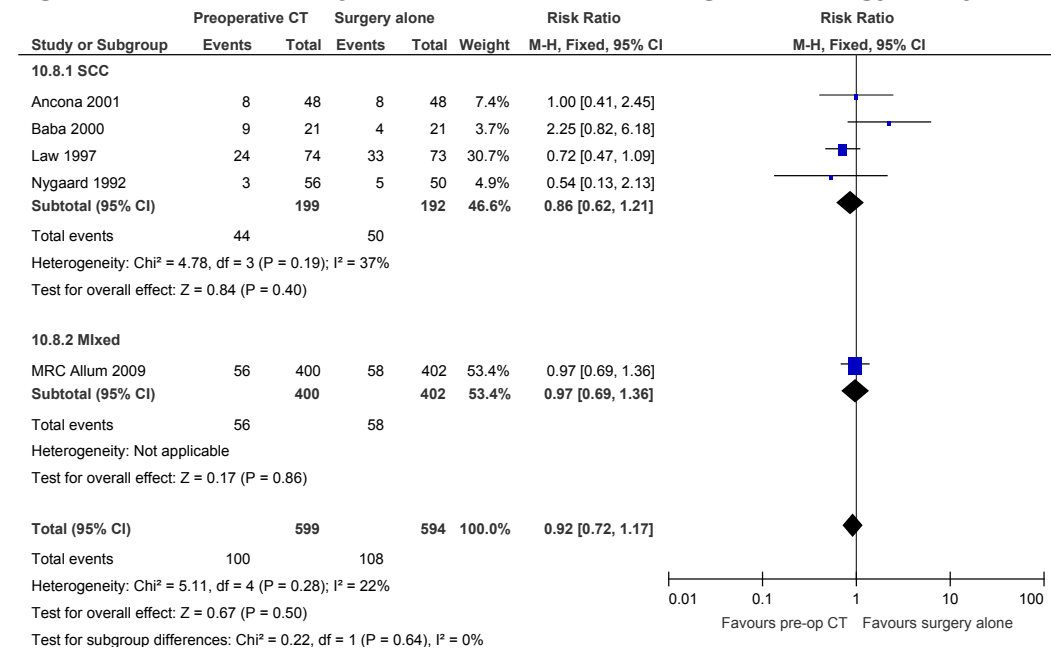 Preoperative CT Surgery alone Risk Ratio Risk Ratio
Study or Subgroup Events Total Events Total Weight M-H, Fixed, 95% CI M-H, Fixed, 95% CI
10.8.1 SCC
Ancona 2001 8 48 8 48 7.4% 1.00 [0.41, 2.45]
Baba 2000 9 21 4 21 3.7% 2.25 [0.82, 6.18]
Law 1997 24 74 33 73 30.7% 0.72 [0.47, 1.09]
Nygaard 1992 3 56 5 50 4.9% 0.54 [0.13, 2.13]
Subtotal (95% CI) 199 192 46.6% 0.86 [0.62, 1.21]
Total events 44 50
Heterogeneity: Chi² = 4.78, df = 3 (P = 0.19); I² = 37%
Test for overall effect: Z = 0.84 (P = 0.40)
10.8.2 MIxed
MRC Allum 2009 56 400 58 402 53.4% 0.97 [0.69, 1.36]
Subtotal (95% CI) 400 402 53.4% 0.97 [0.69, 1.36]
Total events 56 58
Heterogeneity: Not applicable
Test for overall effect: Z = 0.17 (P = 0.86)
Total (95% CI) 599 594 100.0% 0.92 [0.72, 1.17]
Total events 100 108
Heterogeneity: Chi² = 5.11, df = 4 (P = 0.28); I² = 22%
Test for overall effect: Z = 0.67 (P = 0.50)
Test for subgroup differences: Chi² = 0.22, df = 1 (P = 0.64), I² = 0%
0.01 0.1 1 10 100
Favours pre-op CT Favours surgery alone